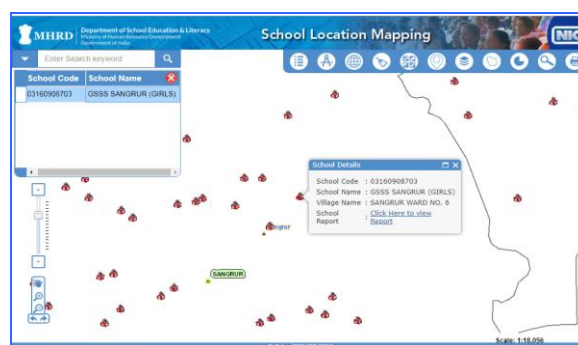 MHRD
Department of School Education & Literacy
Ministry of Human Resource Development
Government of India
School Location Mapping
NIC
Enter Search keyword
School Code School Name
03160908703 GSSS SANGRUR (GIRLS)
School Details
School Code : 03160908703
School Name : GSSS SANGRUR (GIRLS)
Village Name : SANGRUR WARD NO. 6
School Report : Click Here to view Report
SANGRUR
Scale: 1:18,056